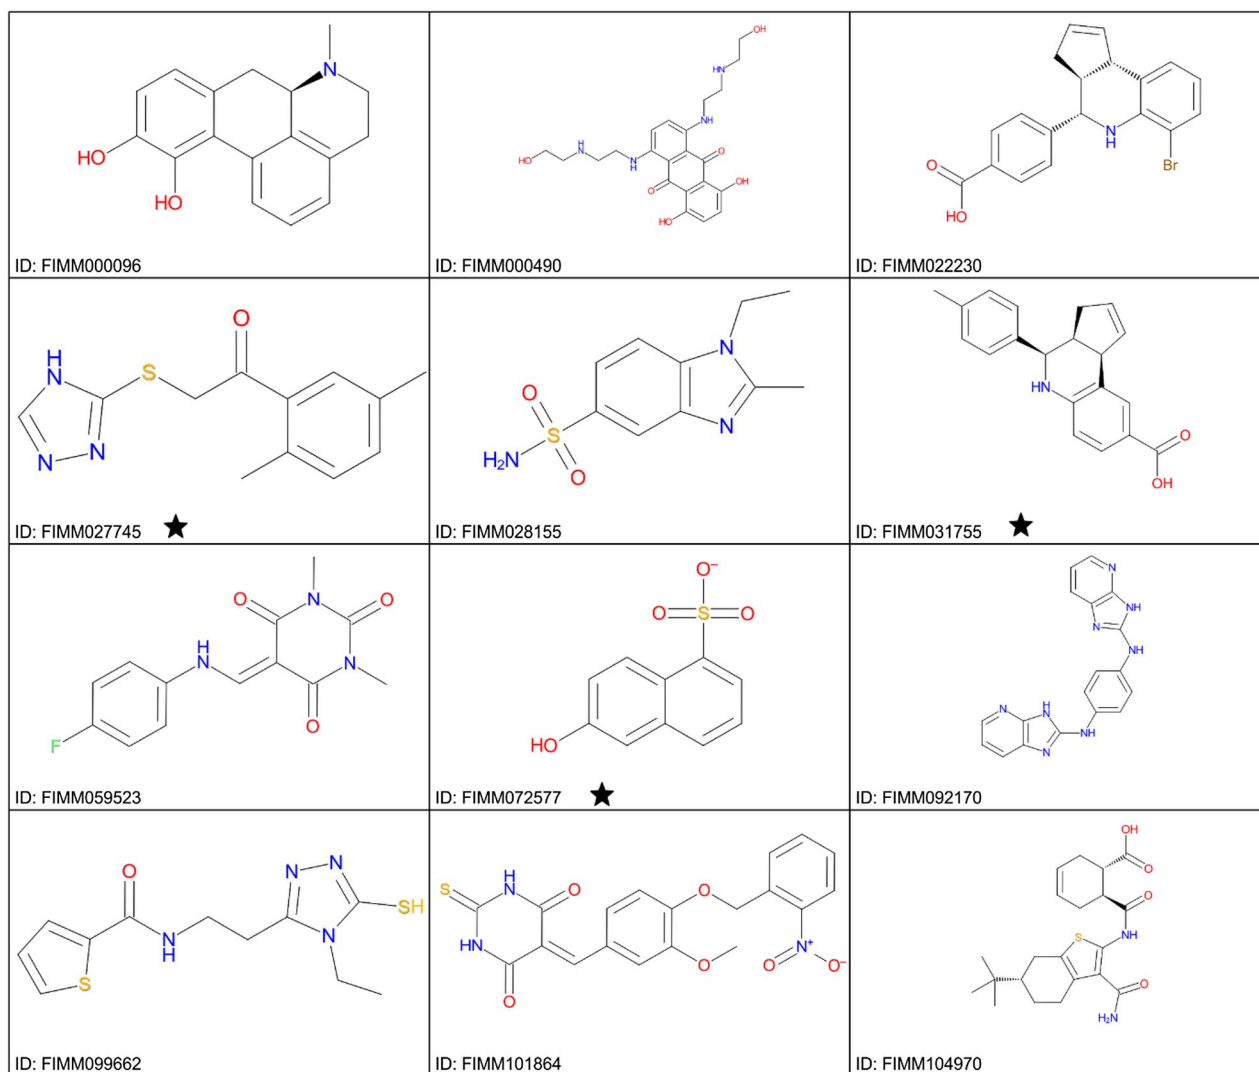 N
HO
HO
ID: FIMM000096
OH
HN
NH
HO
H
N
NH
O
O
OH
HO
ID: FIMM000490
O
HO
N
H
Br
ID: FIMM022230
H
N
S
O
N
N
ID: FIMM027745 ★
O
S
O
H₂N
N
N
ID: FIMM028155
HN
O
OH
ID: FIMM031755 ★
O
N
O
H
N
N
O
F
ID: FIMM059523
O⁻
O
S
O
HO
ID: FIMM072577 ★
N
NH
N
NH
N
H
N
N
NH
ID: FIMM092170
O
N
N
SH
N
H
N
S
ID: FIMM099662
S
H
N
O
HN
O
O
O
N⁺
O
O⁻
ID: FIMM101864
OH
O
O
NH
S
O
H₂N
ID: FIMM104970